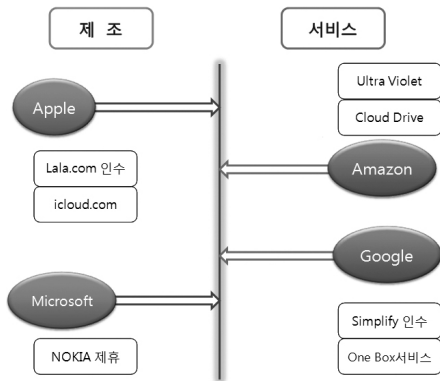 제 조
서비스
Apple
Lala.com 인수
icloud.com
Microsoft
NOKIA 제휴
Ultra Violet
Cloud Drive
Amazon
Google
Simplify 인수
One Box서비스